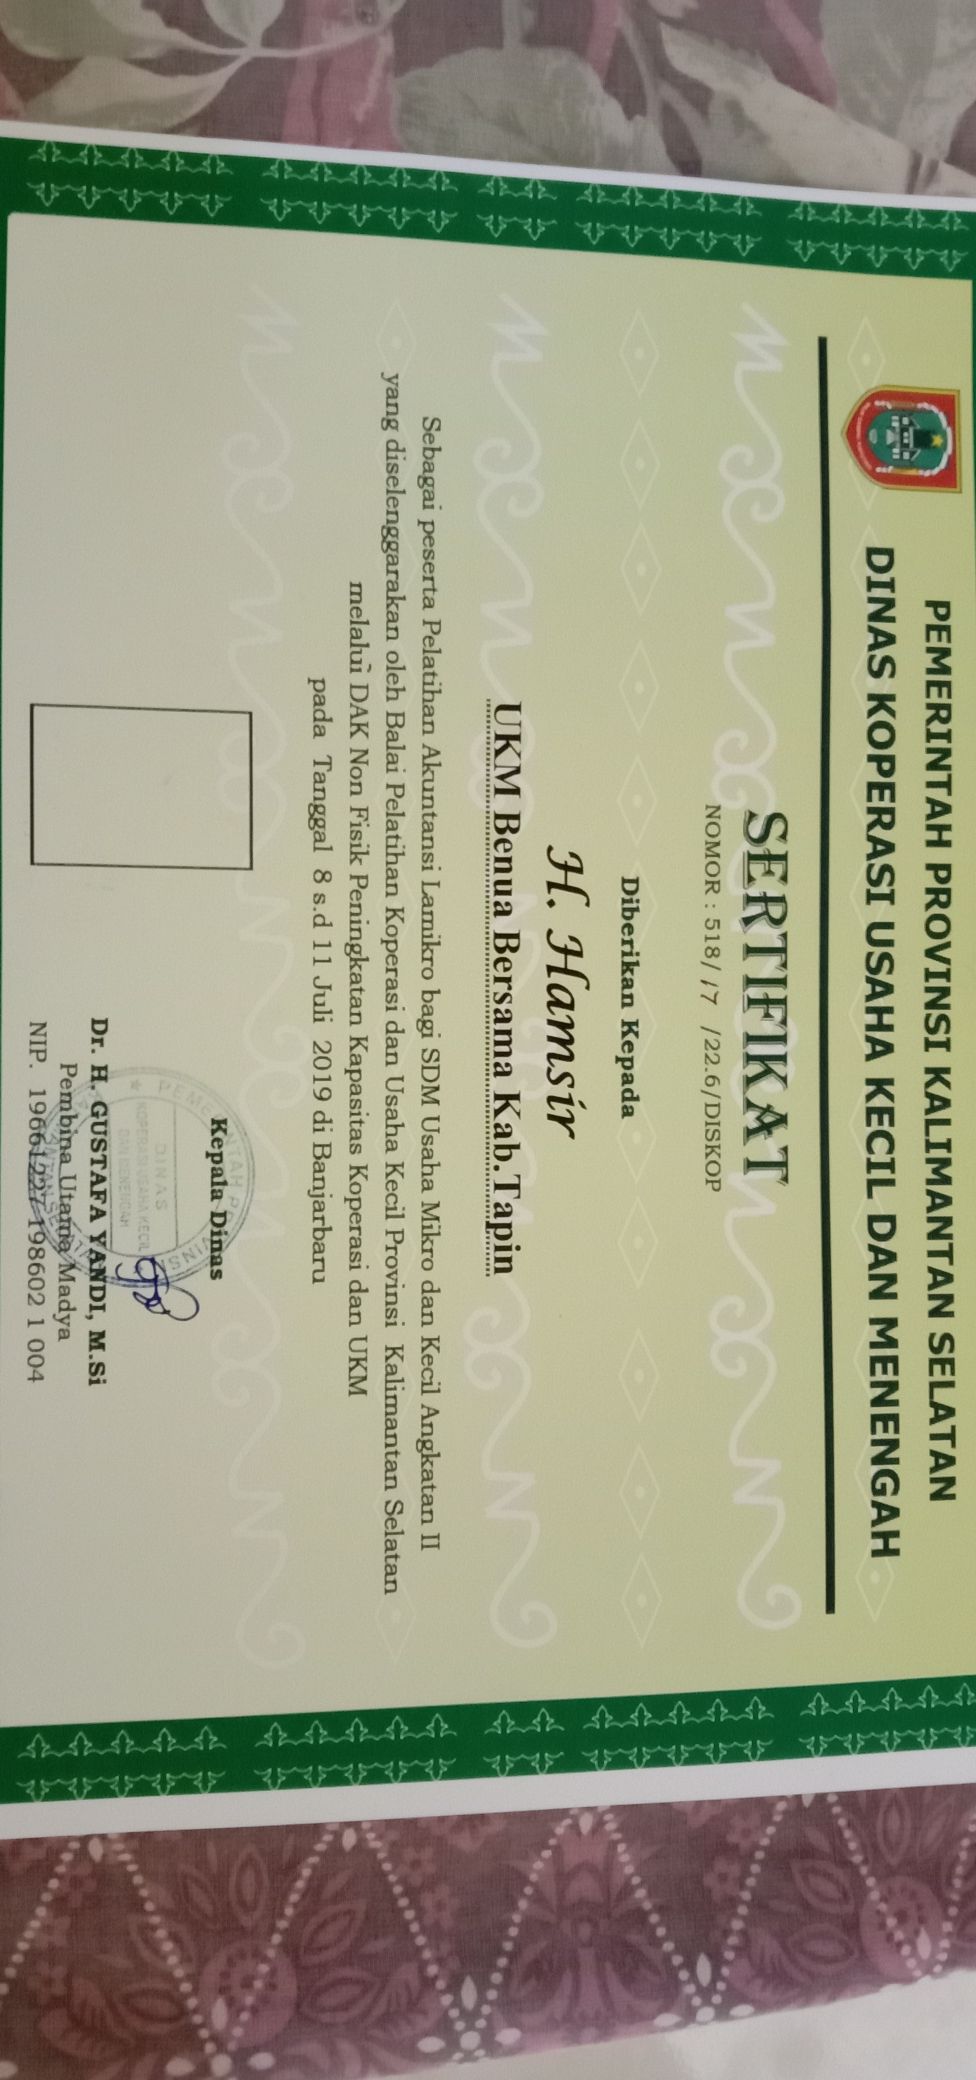 PEMERINTAH PROVINSI KALIMANTAN SELATAN
DINAS KOPERASI USAHA KECIL DAN MENENGAH
SERTIFIKAT
NOMOR : 518/ 17 /22.6/DISKOP
Diberikan Kepada
H. Hamsir
UKM Benua Bersama Kab.Tapin
Sebagai peserta Pelatihan Akuntansi Lamikro bagi SDM Usaha Mikro dan Kecil Angkatan II
yang diselenggarakan oleh Balai Pelatihan Koperasi dan Usaha Kecil Provinsi Kalimantan Selatan
melalui DAK Non Fisik Peningkatan Kapasitas Koperasi dan UKM
pada Tanggal 8 s.d 11 Juli 2019 di Banjarbaru
Kepala Dinas
DINAS
KOPERASI USAHA KECIL
DAN MENENGAH
Dr. H. GUSTAFA YANDI, M.Si
Pembina Utama Madya
NIP. 19661227 198602 1 004